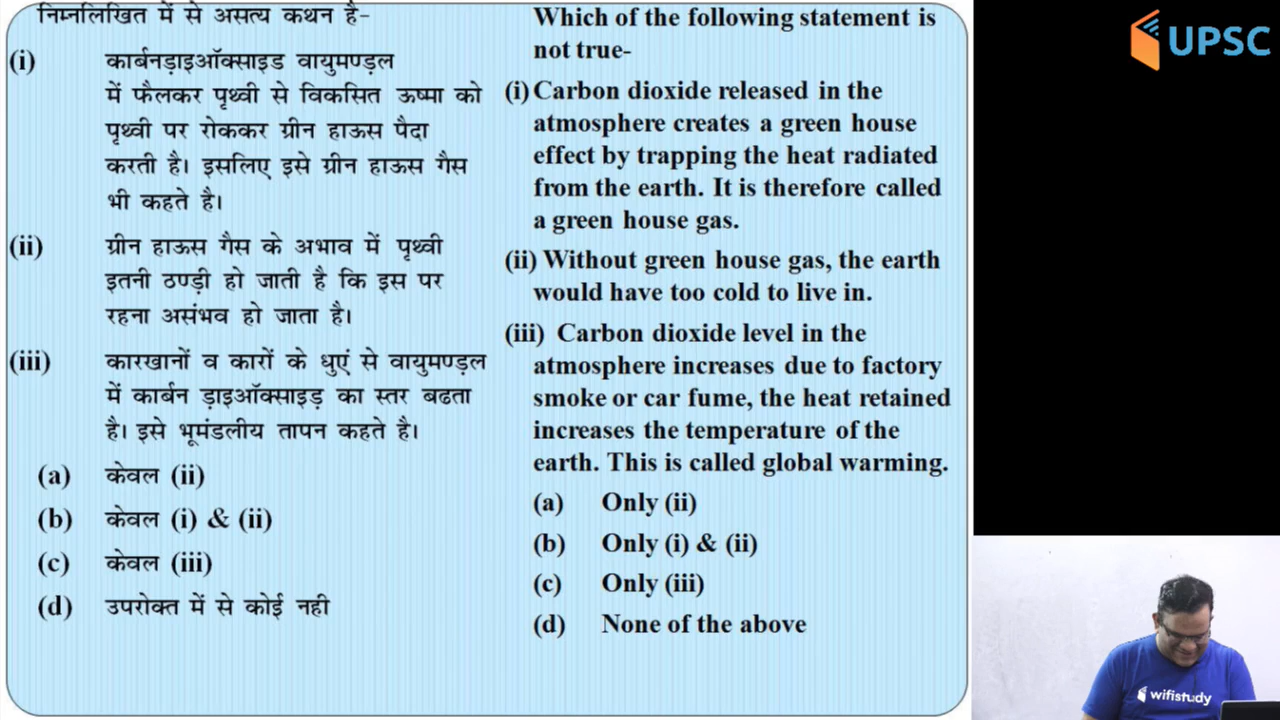 निम्नलिखित में से असत्य कथन है-
(i) कार्बनड़ाइऑक्साइड वायुमण्ड़ल
में फैलकर पृथ्वी से विकसित ऊष्मा को
पृथ्वी पर रोककर ग्रीन हाऊस पैदा
करती है। इसलिए इसे ग्रीन हाऊस गैस
भी कहते है।
(ii) ग्रीन हाऊस गैस के अभाव में पृथ्वी
इतनी ठण्ड़ी हो जाती है कि इस पर
रहना असंभव हो जाता है।
(iii) कारखानों व कारों के धुएं से वायुमण्ड़ल
में कार्बन ड़ाइऑक्साइड़ का स्तर बढता
है। इसे भूमंडलीय तापन कहते है।
(a) केवल (ii)
(b) केवल (i) & (ii)
(c) केवल (iii)
(d) उपरोक्त में से कोई नही
Which of the following statement is
not true-
(i) Carbon dioxide released in the
atmosphere creates a green house
effect by trapping the heat radiated
from the earth. It is therefore called
a green house gas.
(ii) Without green house gas, the earth
would have too cold to live in.
(iii) Carbon dioxide level in the
atmosphere increases due to factory
smoke or car fume, the heat retained
increases the temperature of the
earth. This is called global warming.
(a) Only (ii)
(b) Only (i) & (ii)
(c) Only (iii)
(d) None of the above
UPSC
wifistudy